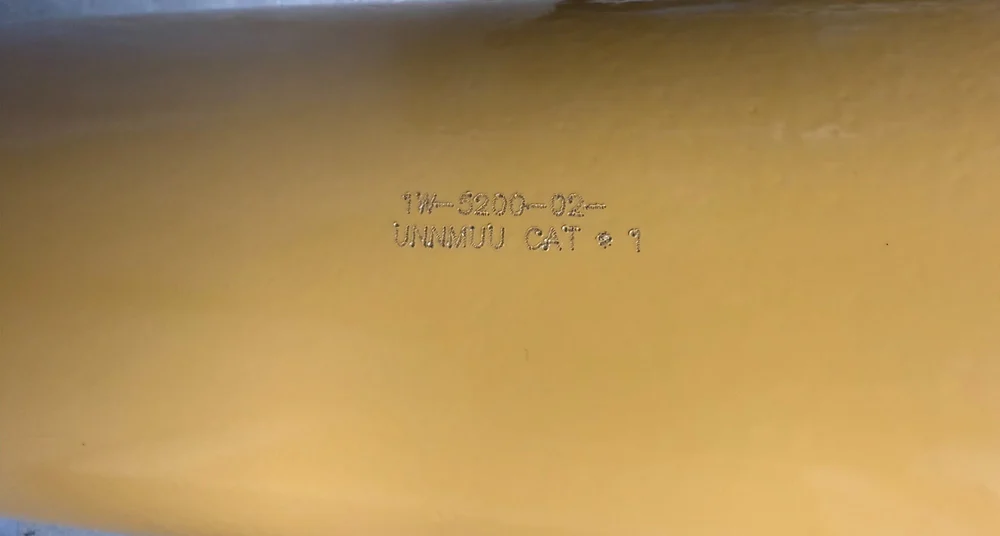 1W-5200-02-
UNNMUU CAT * 1